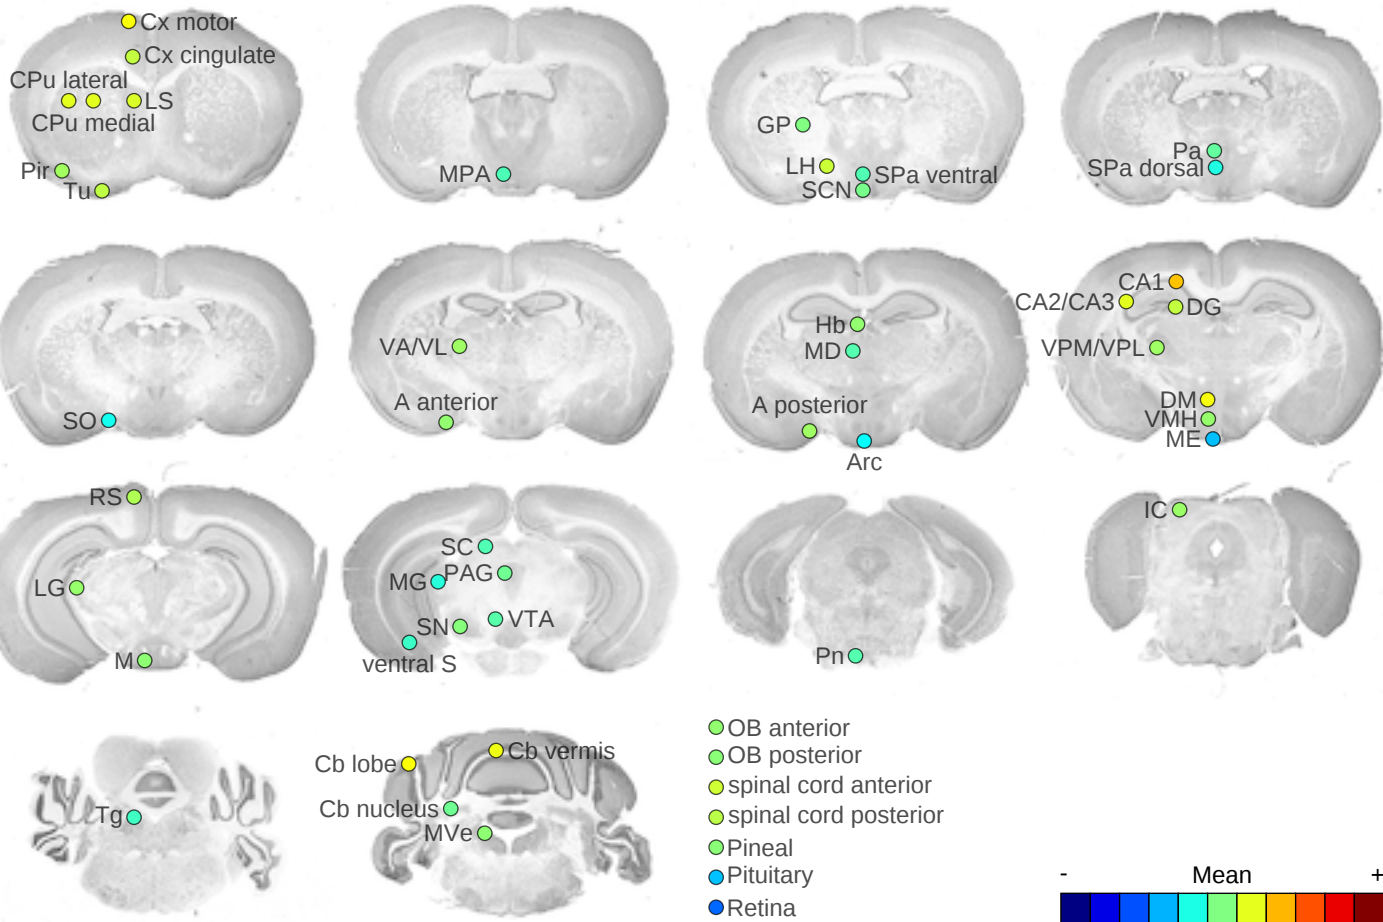 Cx motor
Cx cingulate
CPu lateral
LS
CPu medial
Pir
Tu
MPA
GP
LH
SPa ventral
SCN
Pa
SPa dorsal
SO
VA/VL
A anterior
Hb
MD
A posterior
Arc
CA1
CA2/CA3
DG
VPM/VPL
DM
VMH
ME
RS
LG
M
SC
MG
PAG
SN
VTA
ventral S
Pn
IC
Tg
Cb lobe
Cb vermis
Cb nucleus
MVe
OB anterior
OB posterior
spinal cord anterior
spinal cord posterior
Pineal
Pituitary
Retina
- Mean +